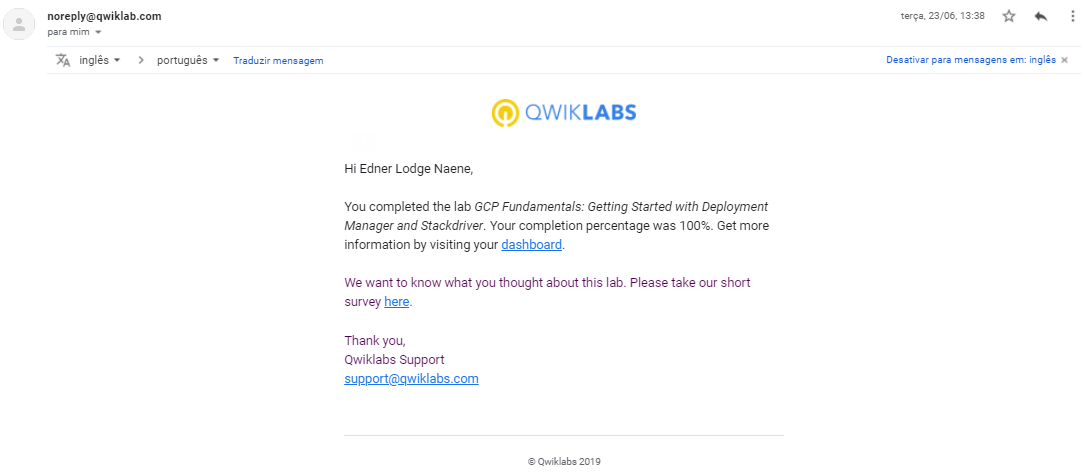 noreply@qwiklab.com
terça, 23/06, 13:38
para mim
inglês
português
Traduzir mensagem
Desativar para mensagens em: inglês
QWIKLABS
Hi Edner Lodge Naene,
You completed the lab GCP Fundamentals: Getting Started with Deployment
Manager and Stackdriver. Your completion percentage was 100%. Get more
information by visiting your dashboard.
We want to know what you thought about this lab. Please take our short
survey here.
Thank you,
Qwiklabs Support
support@qwiklabs.com
© Qwiklabs 2019